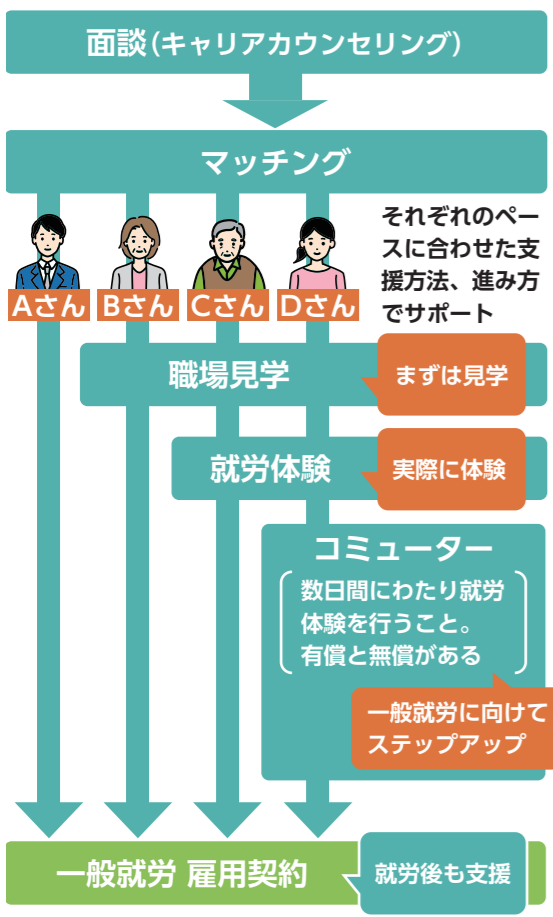 面談(キャリアカウンセリング)
マッチング
それぞれのペー
スに合わせた支
援方法、進み方
でサポート
Aさん
Bさん
Cさん
Dさん
職場見学
まずは見学
就労体験
実際に体験
コミューター
数日間にわたり就労
体験を行うこと。
有償と無償がある
一般就労に向けて
ステップアップ
一般就労 雇用契約
就労後も支援